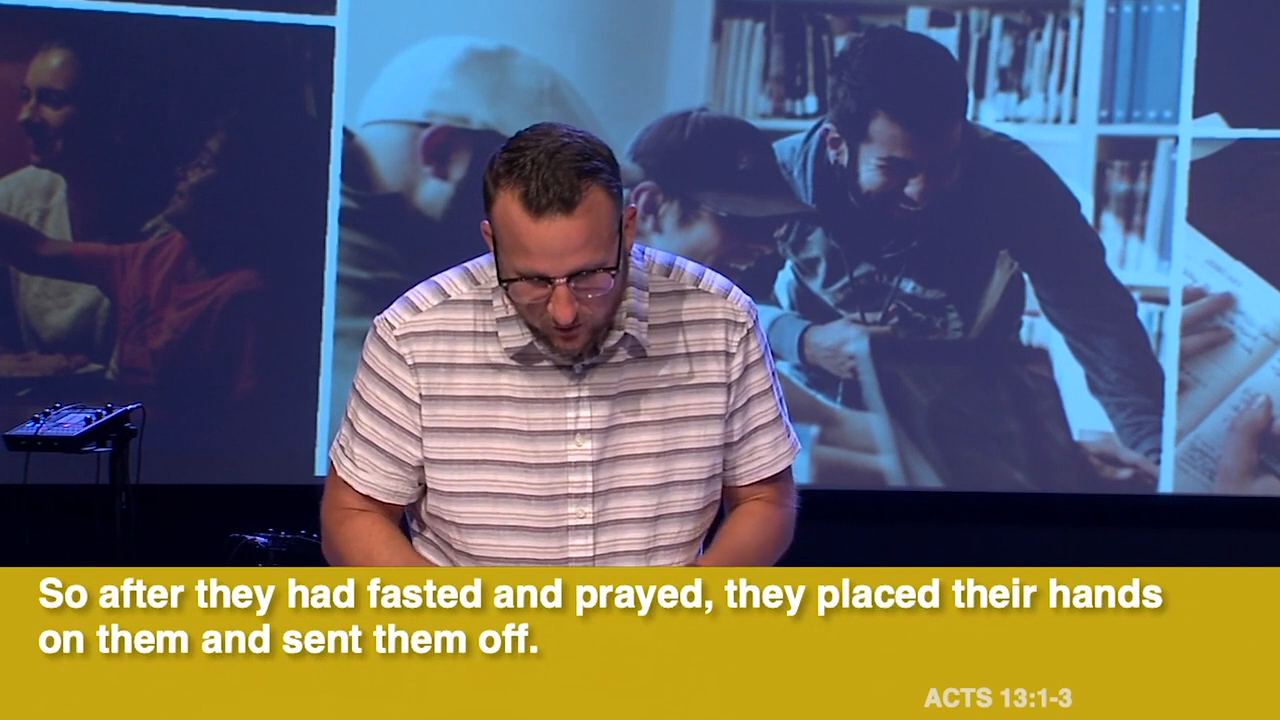 So after they had fasted and prayed, they placed their hands
on them and sent them off.
ACTS 13:1-3